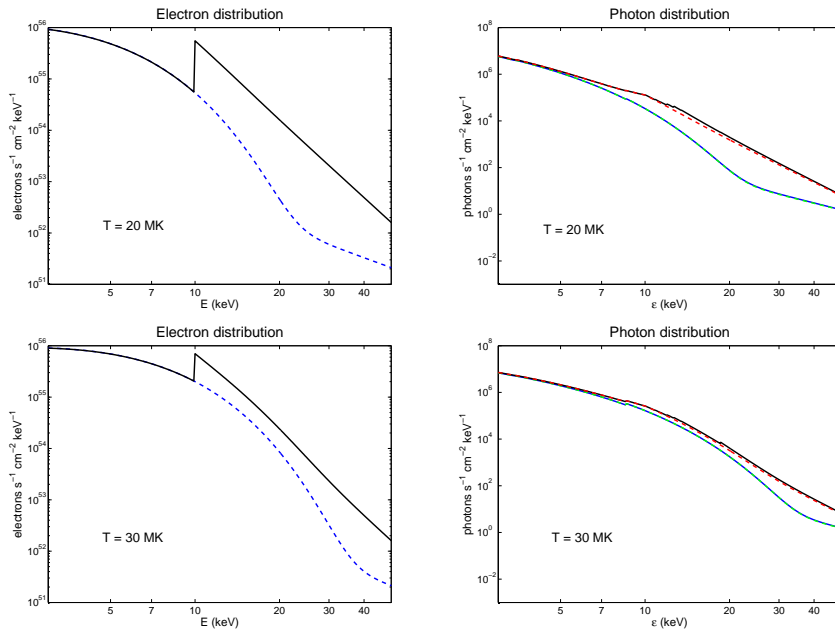 Electron distribution
10^56
10^55
10^54
10^53
10^52
10^51
electrons s^−1 cm^−2 keV^−1
T = 20 MK
5 7 10 20 30 40
E (keV)
Photon distribution
10^8
10^6
10^4
10^2
10^0
10^−2
photons s^−1 cm^−2 keV^−1
T = 20 MK
5 7 10 20 30 40
ε (keV)
Electron distribution
10^56
10^55
10^54
10^53
10^52
10^51
electrons s^−1 cm^−2 keV^−1
T = 30 MK
5 7 10 20 30 40
E (keV)
Photon distribution
10^8
10^6
10^4
10^2
10^0
10^−2
photons s^−1 cm^−2 keV^−1
T = 30 MK
5 7 10 20 30 40
ε (keV)